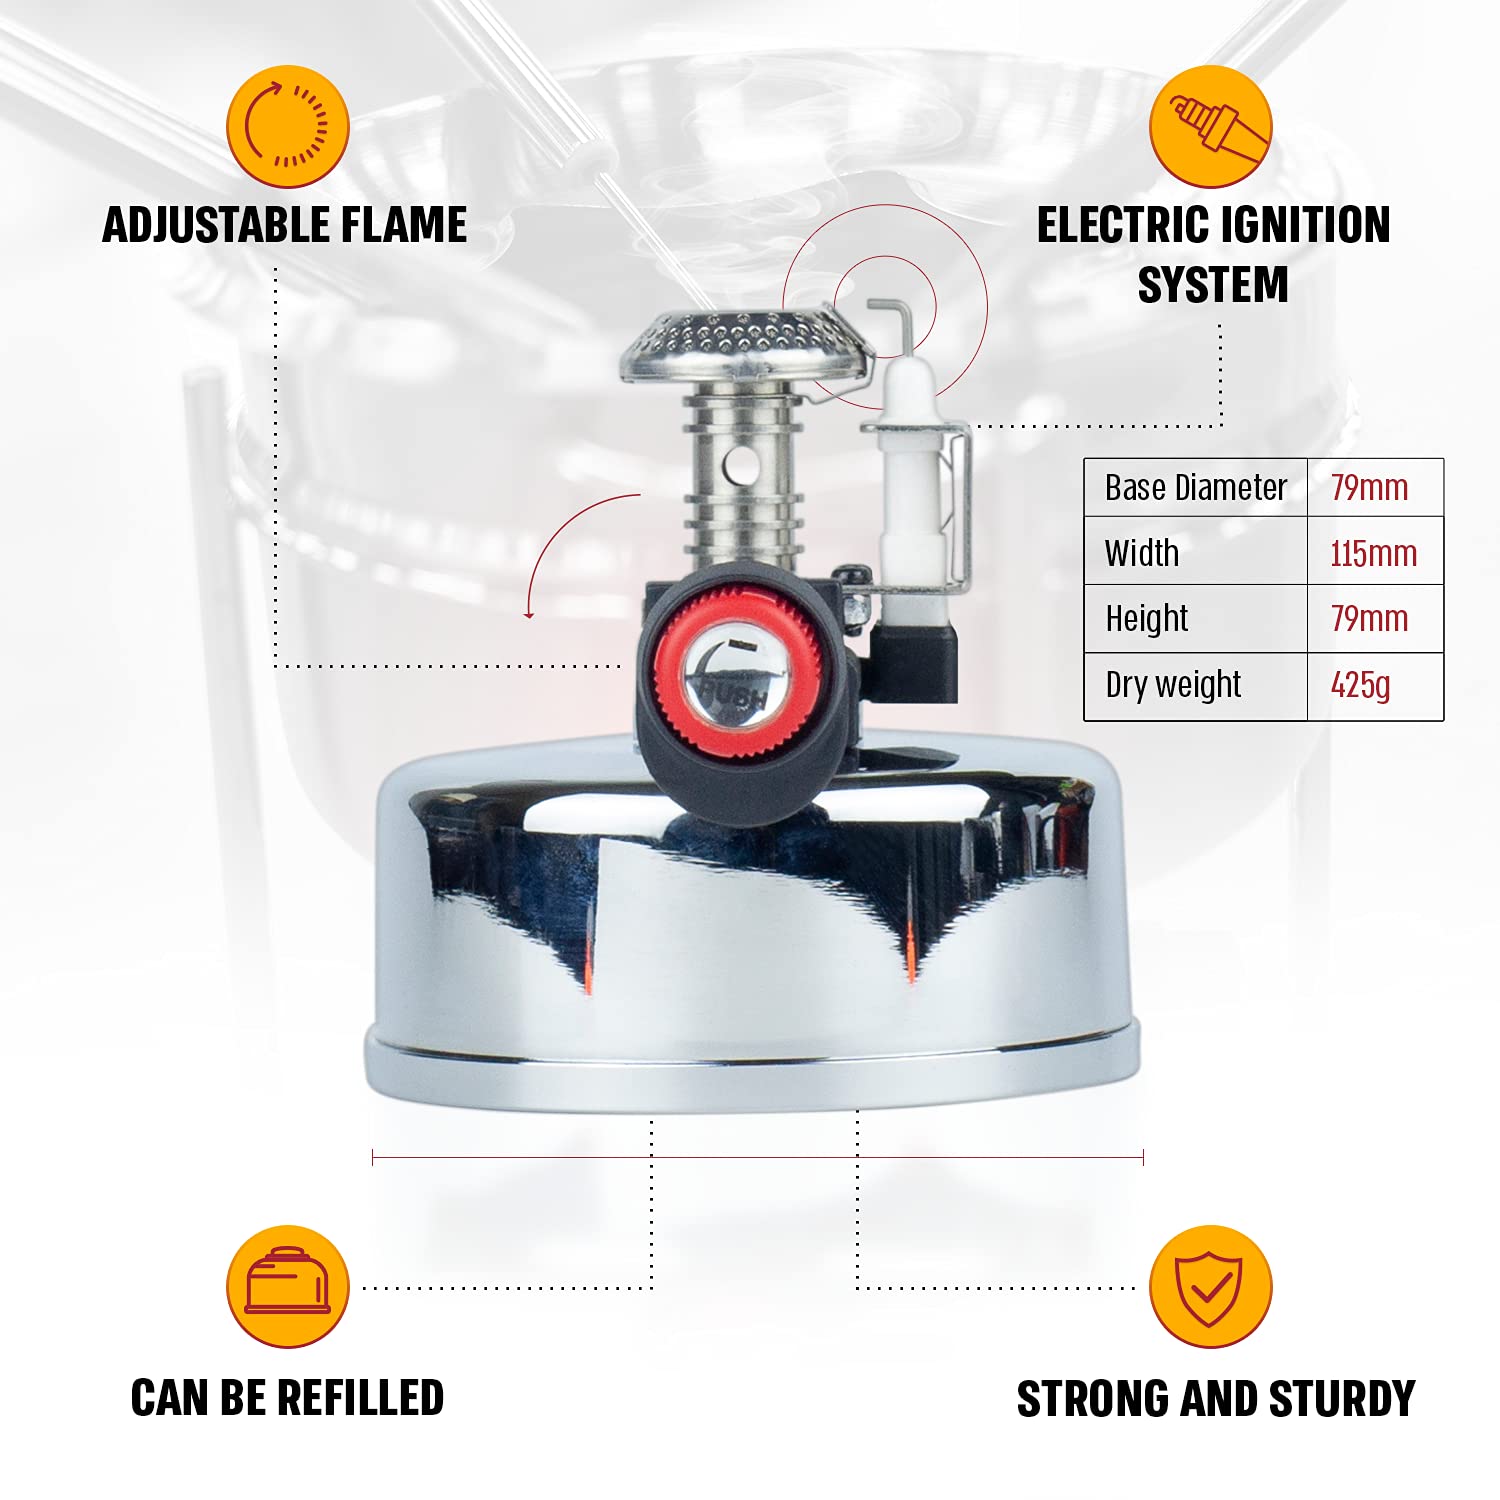 ADJUSTABLE FLAME
ELECTRIC IGNITION
SYSTEM
Base Diameter 79mm
Width 115mm
Height 79mm
Dry weight 425g
PUSH
CAN BE REFILLED
STRONG AND STURDY